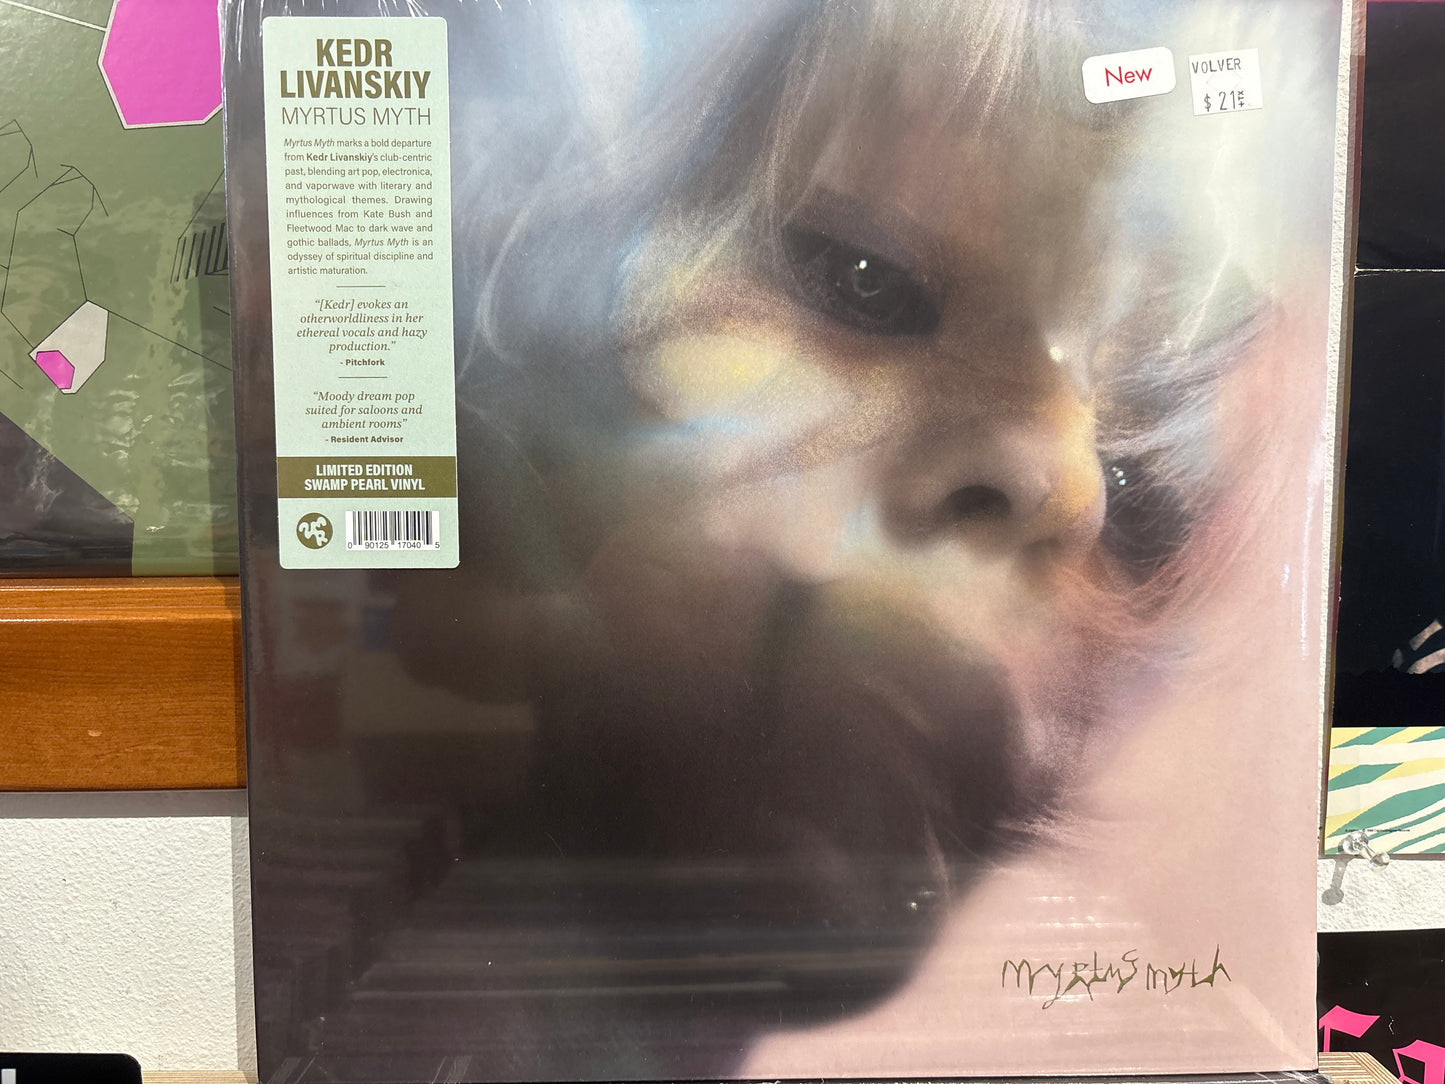 KEDR
LIVANSKIY
MYRTUS MYTH
Myrtus Myth marks a bold departure
from Kedr Livanskiy's club-centric
past, blending art pop, electronica,
and vaporwave with literary and
mythological themes. Drawing
influences from Kate Bush and
Fleetwood Mac to dark wave and
gothic ballads, Myrtus Myth is an
odyssey of spiritual discipline and
artistic maturation.
“[Kedr] evokes an
otherworldliness in her
ethereal vocals and hazy
production.”
- Pitchfork
“Moody dream pop
suited for saloons and
ambient rooms”
- Resident Advisor
LIMITED EDITION
SWAMP PEARL VINYL
0 90125 17040 5
New
VOLVER
$ 21
Myrtus Myth